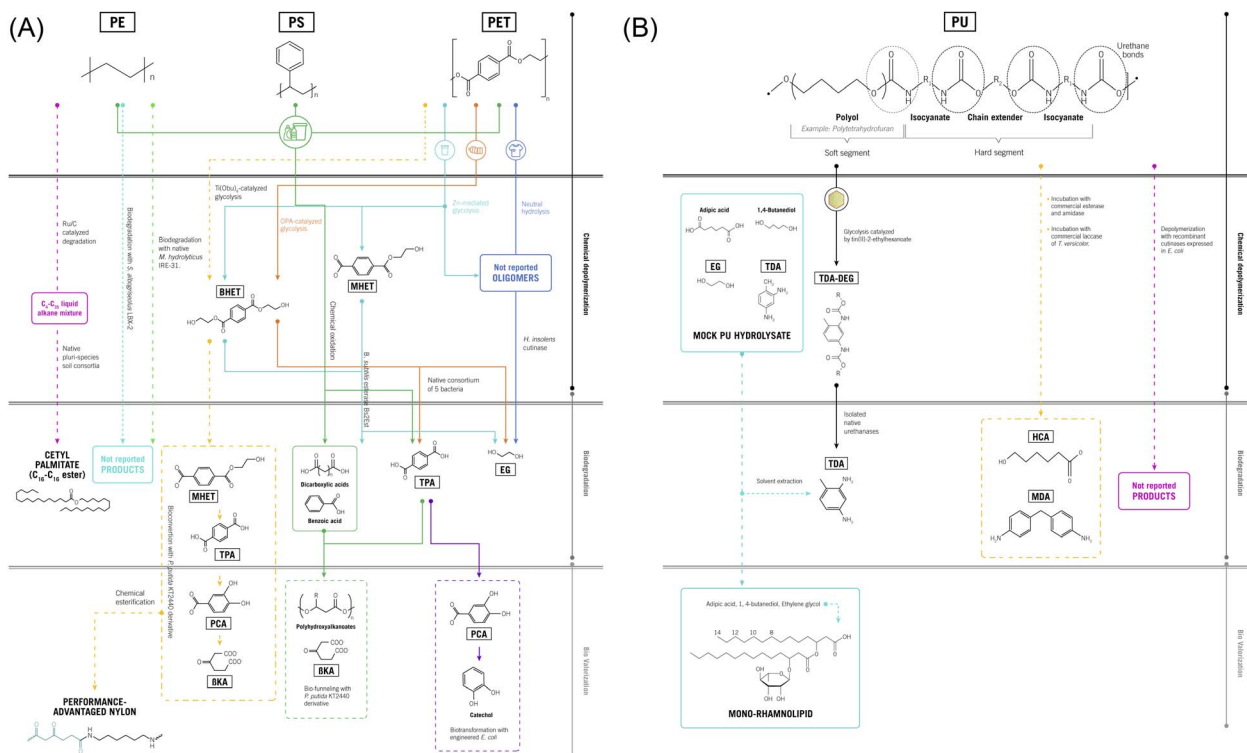 (A)
PE
PS
PET
n
n
n
Ru/C
catalyzed
degradation
Biodegradation with S. albogriseolus LBX-2
Biodegradation
with native
M. hydrolyticus
IRE-31.
Ti(Obu)4-catalyzed
glycolysis
DPA-catalyzed
glycolysis
Zn-mediated
glycolysis
Neutral
hydrolysis
MHET
Not reported
OLIGOMERS
BHET
Chemical oxidation
B. subtilis esterase Bs2Est
H. insolens
cutinase
Native consortium
of 5 bacteria
liquid
alkane mixture
Native
pluri-species
soil consortia
Chemical depolymerization
CETYL
PALMITATE
(C16-C16 ester)
Not reported
PRODUCTS
MHET
TPA
Bioconvertion with P. putida KT2440 derivative
Dicarboxylic acids
Benzoic acid
TPA
EG
Biodegradation
Chemical
esterification
PCA
βKA
Polyhydroxyalkanoates
βKA
Bio-funneling with
P. putida KT2440
derivative
PCA
Catechol
Biotransformation with
engineered E. coli
Bio Valorization
PERFORMANCE-
ADVANTAGED NYLON
(B)
PU
Urethane
bonds
Polyol
Isocyanate
Chain extender
Isocyanate
Example: Polytetrahydroturan
Soft segment
Hard segment
Adipic acid
1,4-Butanediol
EG
TDA
MOCK PU HYDROLYSATE
Glycolysis catalyzed
by tin(II)-2-ethylhexanoate
TDA-DEG
• Incubation with
commercial esterase
and amidase
• Incubation with
commercial laccase
of T. versicolor.
Depolymerization
with recombinant
cutinases expressed
in E. coli
Chemical depolymerization
Isolated
native
urethanases
TDA
Solvent extraction
HCA
MDA
Not reported
PRODUCTS
Biodegradation
Adipic acid, 1, 4-butanediol, Ethylene glycol
14 12 10 8
MONO-RHAMNOLIPID
Bio Valorization